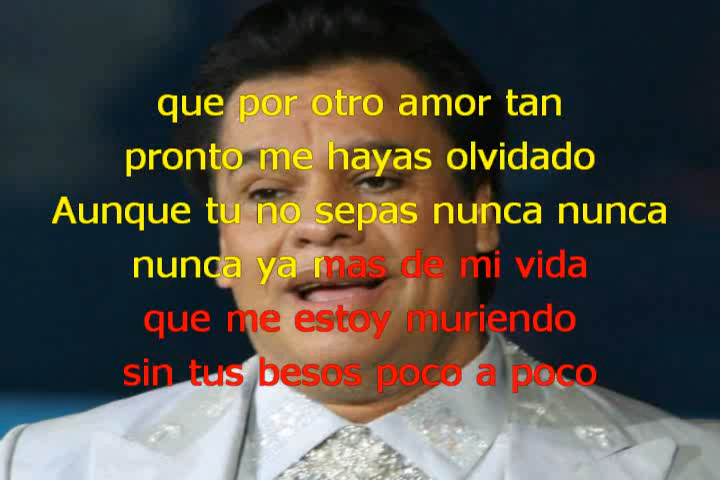 que por otro amor tan
pronto me hayas olvidado
Aunque tu no sepas nunca nunca
nunca ya mas de mi vida
que me estoy muriendo
sin tus besos poco a poco